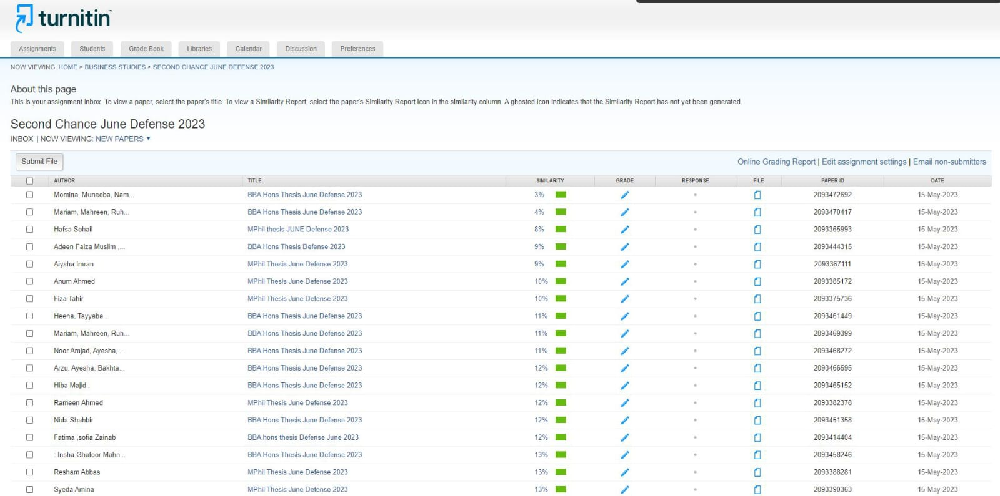 turnitin™
Assignments Students Grade Book Libraries Calendar Discussion Preferences
NOW VIEWING: HOME > BUSINESS STUDIES > SECOND CHANCE JUNE DEFENSE 2023
About this page
This is your assignment inbox. To view a paper, select the paper's title. To view a Similarity Report, select the paper's Similarity Report icon in the similarity column. A ghosted icon indicates that the Similarity Report has not yet been generated.
Second Chance June Defense 2023
INBOX | NOW VIEWING: NEW PAPERS ▼
Submit File Online Grading Report | Edit assignment settings | Email non-submitters
AUTHOR TITLE SIMILARITY GRADE RESPONSE FILE PAPER ID DATE
Momina, Muneeba, Nam... BBA Hons Thesis June Defense 2023 3% 2093472692 15-May-2023
Mariam, Mahreen, Ruh... BBA Hons Thesis June Defense 2023 4% 2093470417 15-May-2023
Hafsa Sohail MPhil thesis JUNE Defense 2023 8% 2093365993 15-May-2023
Adeen Faiza Muslim ,... BBA Hons Thesis Defense 2023 9% 2093444315 15-May-2023
Aiysha Imran MPhil Thesis June Defense 2023 9% 2093367111 15-May-2023
Anum Ahmed MPhil Thesis June Defense 2023 10% 2093385172 15-May-2023
Fiza Tahir MPhil Thesis June Defense 2023 10% 2093375736 15-May-2023
Heena, Tayyaba . BBA Hons Thesis June Defense 2023 11% 2093461449 15-May-2023
Mariam, Mahreen, Ruh... BBA Hons Thesis June Defense 2023 11% 2093469399 15-May-2023
Noor Amjad, Ayesha, ... BBA Hons Thesis June Defense 2023 11% 2093468272 15-May-2023
Arzu, Ayesha, Bakhta... BBA Hons Thesis June Defense 2023 12% 2093466595 15-May-2023
Hiba Majid . BBA Hons Thesis June Defense 2023 12% 2093465152 15-May-2023
Rameen Ahmed MPhil Thesis June Defense 2023 12% 2093382378 15-May-2023
Nida Shabbir BBA Hons Thesis June Defense 2023 12% 2093451358 15-May-2023
Fatima ,sofia Zainab BBA hons thesis Defense June 2023 12% 2093414404 15-May-2023
: Insha Ghafoor Mahn... BBA Hons Thesis June Defense 2023 13% 2093458246 15-May-2023
Resham Abbas MPhil Thesis June Defense 2023 13% 2093388281 15-May-2023
Syeda Amina MPhil Thesis June Defense 2023 13% 2093390363 15-May-2023